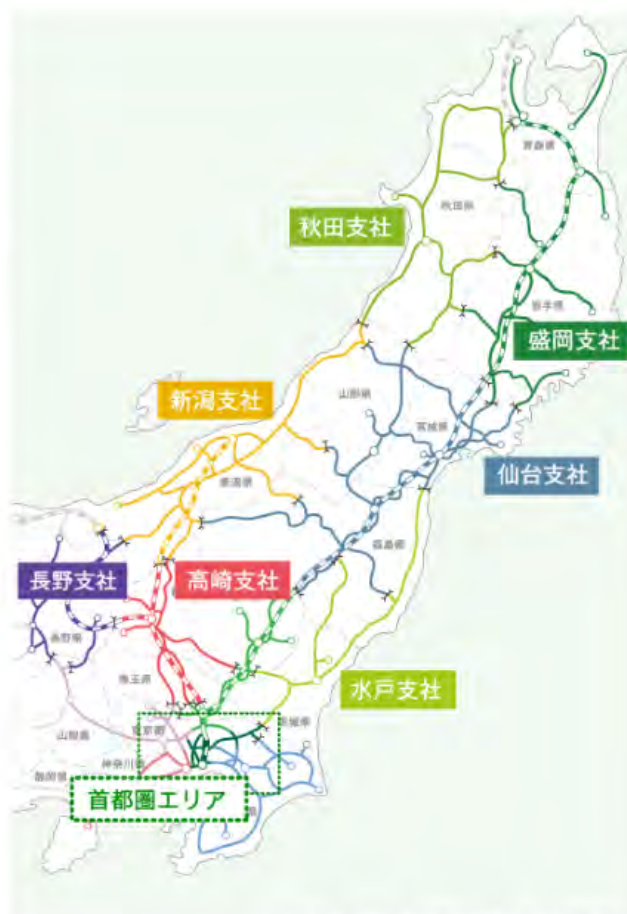 青森県
秋田県
秋田支社
岩手県
盛岡支社
山形県
新潟支社
宮城県
仙台支社
新潟県
福島県
長野支社
高崎支社
長野県
水戸支社
埼玉県
茨城県
山梨県
東京都
神奈川県
静岡県
首都圏エリア